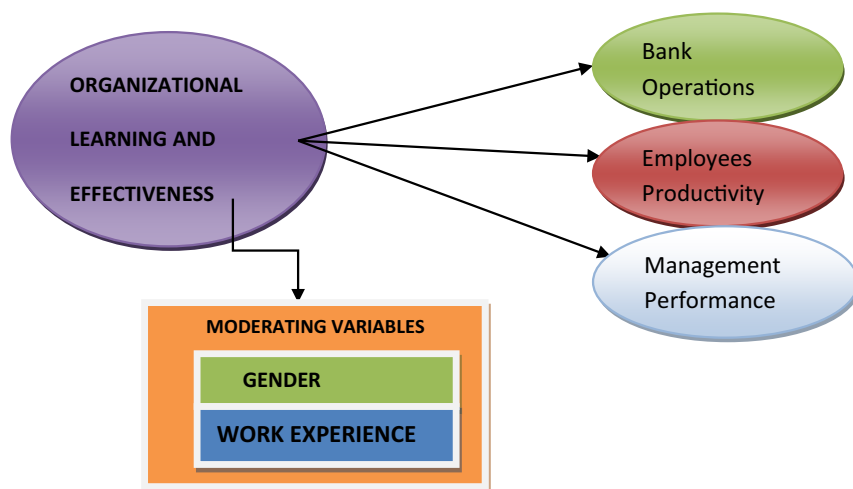 ORGANIZATIONAL
LEARNING AND
EFFECTIVENESS
Bank
Operations
Employees
Productivity
Management
Performance
MODERATING VARIABLES
GENDER
WORK EXPERIENCE